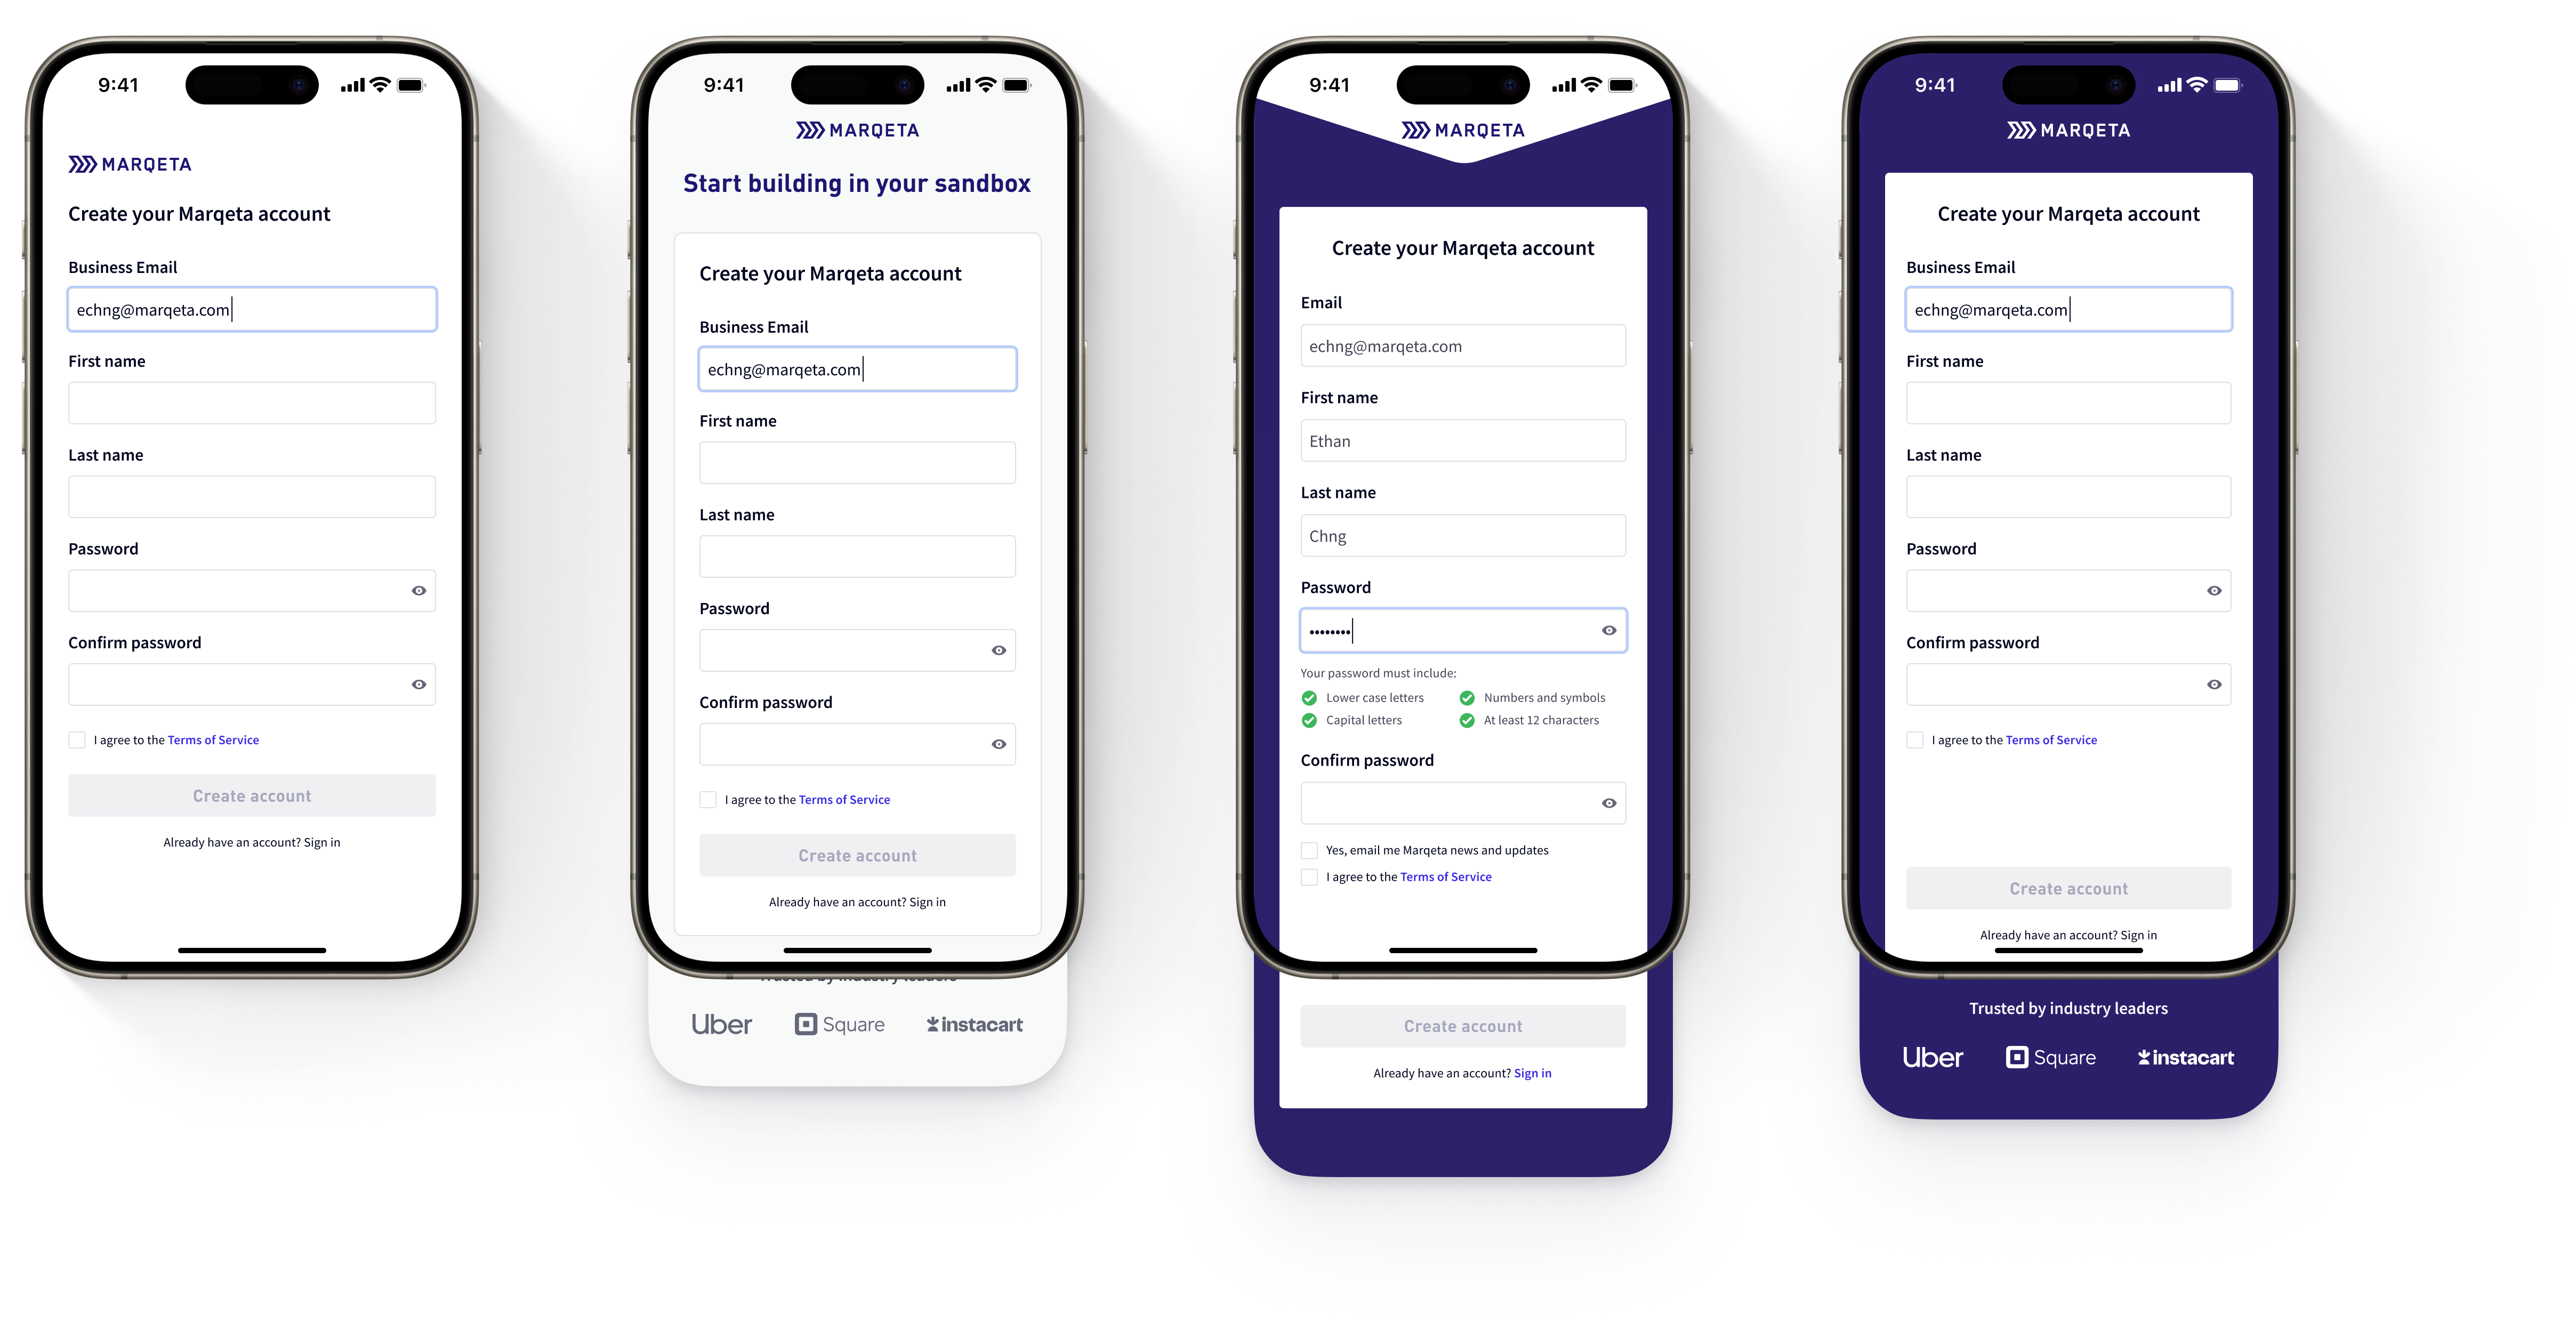 9:41
MARQETA
Create your Marqeta account
Business Email
echng@marqeta.com
First name
Last name
Password
Confirm password
I agree to the Terms of Service
Create account
Already have an account? Sign in
9:41
MARQETA
Start building in your sandbox
Create your Marqeta account
Business Email
echng@marqeta.com
First name
Last name
Password
Confirm password
I agree to the Terms of Service
Create account
Already have an account? Sign in
Trusted by industry leaders
Uber Square instacart
9:41
MARQETA
Create your Marqeta account
Email
echng@marqeta.com
First name
Ethan
Last name
Chng
Password
••••••••
Your password must include:
Lower case letters Numbers and symbols
Capital letters At least 12 characters
Confirm password
Yes, email me Marqeta news and updates
I agree to the Terms of Service
Create account
Already have an account? Sign in
9:41
MARQETA
Create your Marqeta account
Business Email
echng@marqeta.com
First name
Last name
Password
Confirm password
I agree to the Terms of Service
Create account
Already have an account? Sign in
Trusted by industry leaders
Uber Square instacart